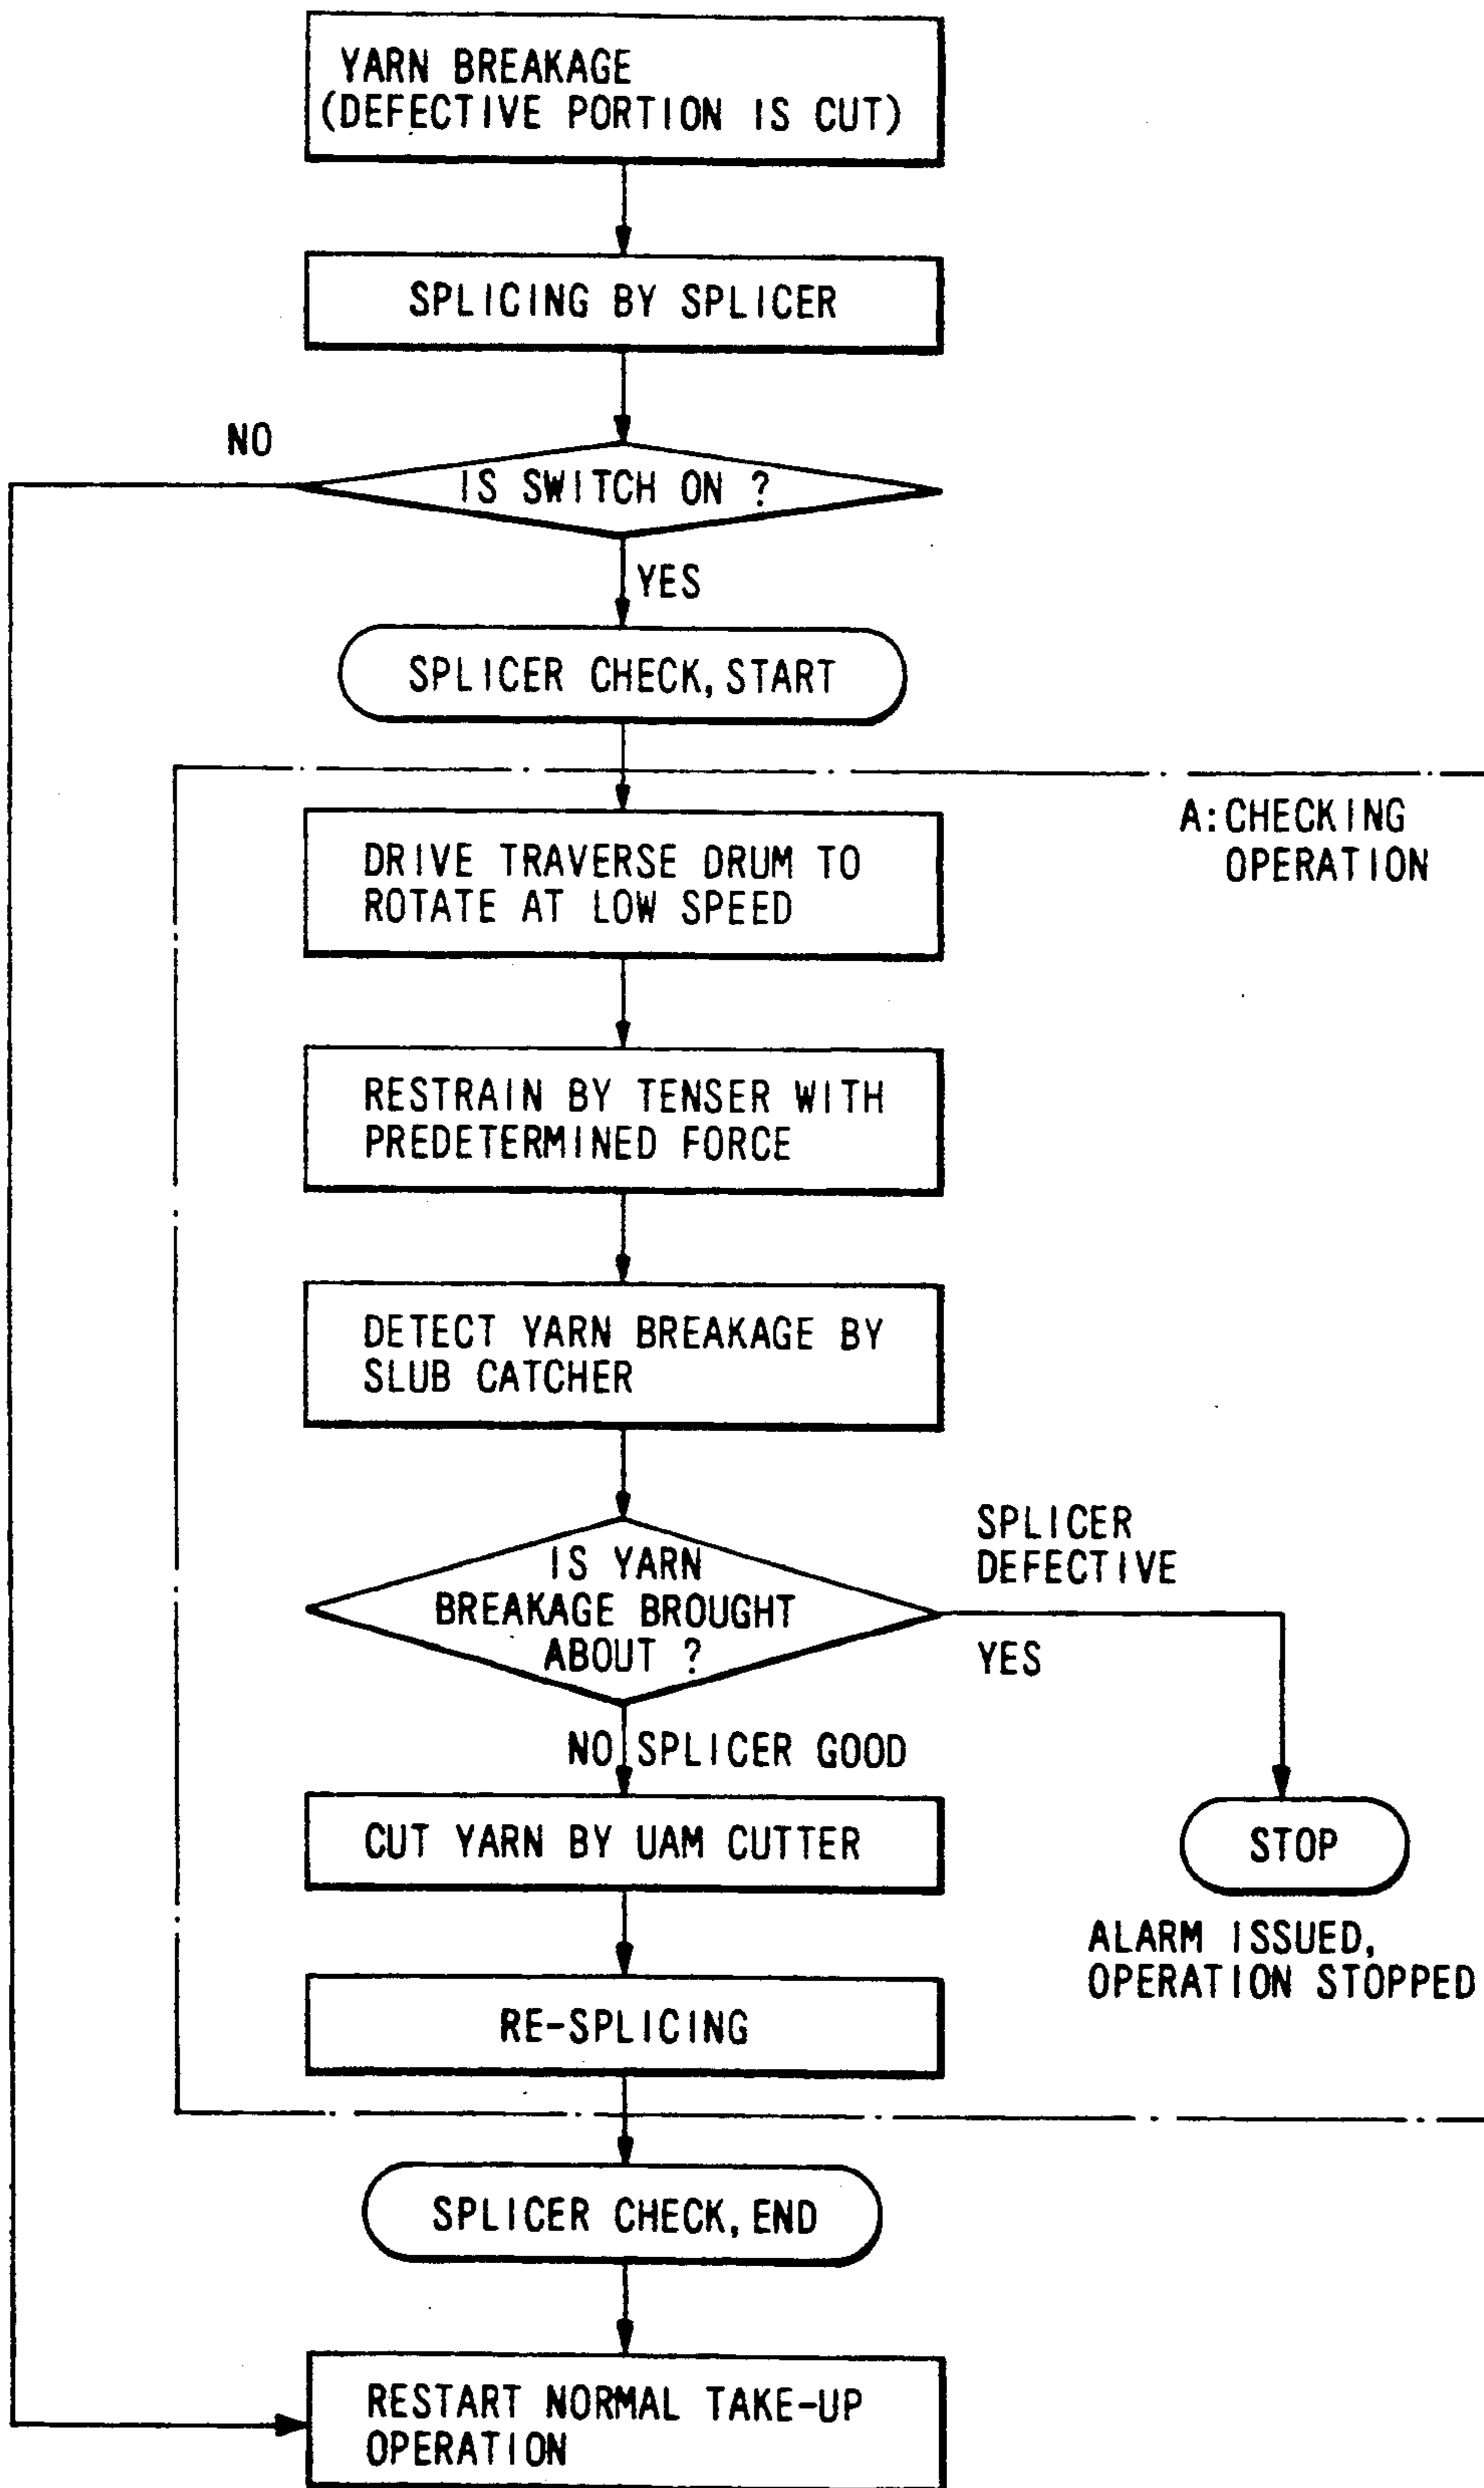 YARN BREAKAGE
(DEFECTIVE PORTION IS CUT)
SPLICING BY SPLICER
NO
IS SWITCH ON ?
YES
SPLICER CHECK, START
A: CHECKING
OPERATION
DRIVE TRAVERSE DRUM TO
ROTATE AT LOW SPEED
RESTRAIN BY TENSER WITH
PREDETERMINED FORCE
DETECT YARN BREAKAGE BY
SLUB CATCHER
IS YARN
BREAKAGE BROUGHT
ABOUT ?
SPLICER
DEFECTIVE
YES
NO SPLICER GOOD
CUT YARN BY UAM CUTTER
STOP
ALARM ISSUED,
OPERATION STOPPED
RE-SPLICING
SPLICER CHECK, END
RESTART NORMAL TAKE-UP
OPERATION